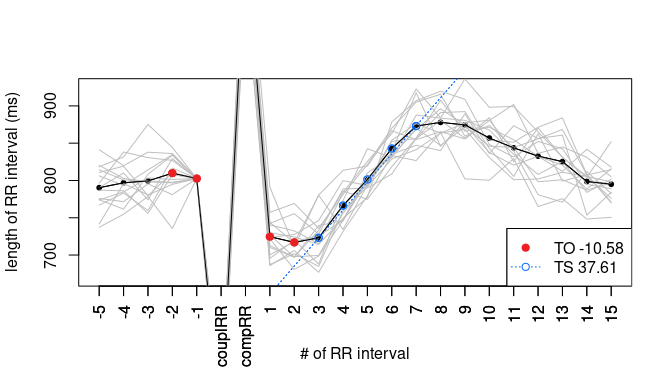 length of RR interval (ms)
900
800
700
TO -10.58
TS 37.61
-5 -4 -3 -2 -1 couplRR compRR 1 2 3 4 5 6 7 8 9 10 11 12 13 14 15
# of RR interval